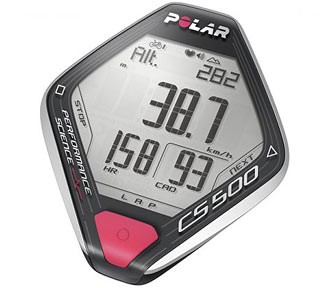 POLAR
Alt.
m
282
38.7
km/h
158 93
HR CAD.
STOP
PERFORMANCE
SCIENCE
NEXT
LAP
CS500